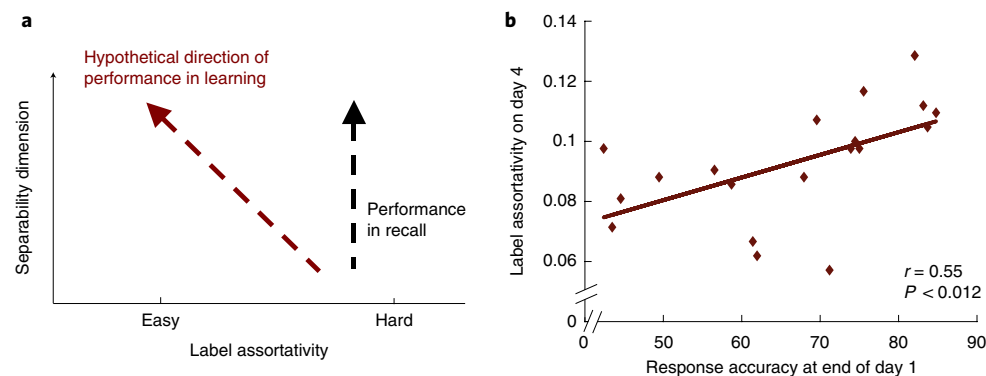 a
Hypothetical direction of
performance in learning
Separability dimension
Performance
in recall
Easy
Hard
Label assortativity
b
Label assortativity on day 4
0.14
0.12
0.1
0.08
0.06
0
r = 0.55
P < 0.012
0
50
60
70
80
90
Response accuracy at end of day 1